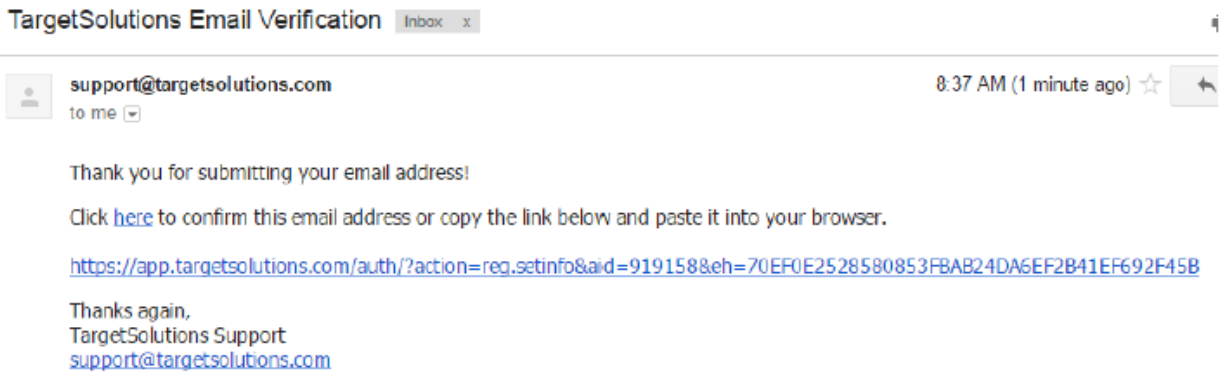 TargetSolutions Email Verification Inbox x
support@targetsolutions.com 8:37 AM (1 minute ago)
to me
Thank you for submitting your email address!
Click here to confirm this email address or copy the link below and paste it into your browser.
https://app.targetsolutions.com/auth/?action=reg.setinfo&aid=919158&eh=70EF0E2528580853FBAB24DA6EF2B41EF692F45B
Thanks again,
TargetSolutions Support
support@targetsolutions.com